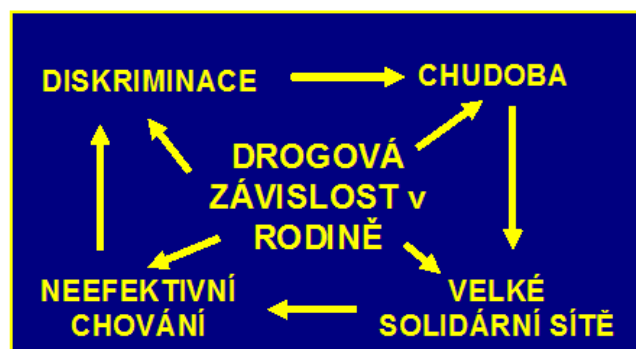 DISKRIMINACE
CHUDOBA
DROGOVÁ
ZÁVISLOST v
RODINĚ
NEEFEKTIVNÍ
CHOVÁNÍ
VELKÉ
SOLIDÁRNÍ SÍTĚ